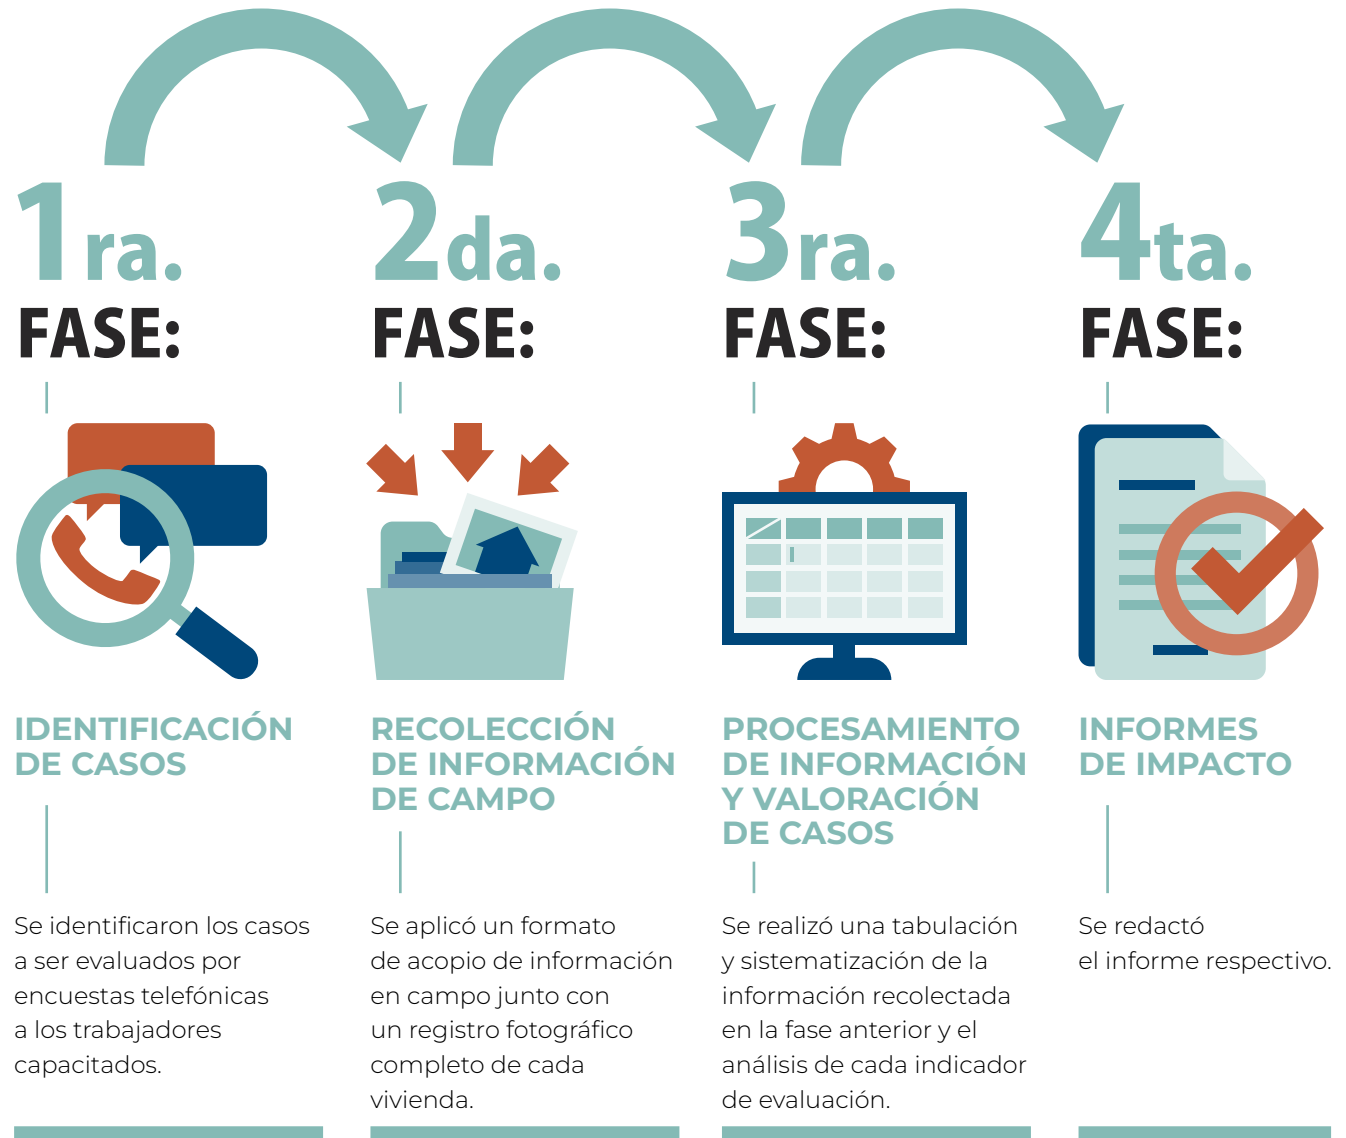 1ra.
FASE:
IDENTIFICACIÓN
DE CASOS
Se identificaron los casos
a ser evaluados por
encuestas telefónicas
a los trabajadores
capacitados.
2da.
FASE:
RECOLECCIÓN
DE INFORMACIÓN
DE CAMPO
Se aplicó un formato
de acopio de información
en campo junto con
un registro fotográfico
completo de cada
vivienda.
3ra.
FASE:
PROCESAMIENTO
DE INFORMACIÓN
Y VALORACIÓN
DE CASOS
Se realizó una tabulación
y sistematización de la
información recolectada
en la fase anterior y el
análisis de cada indicador
de evaluación.
4ta.
FASE:
INFORMES
DE IMPACTO
Se redactó
el informe respectivo.